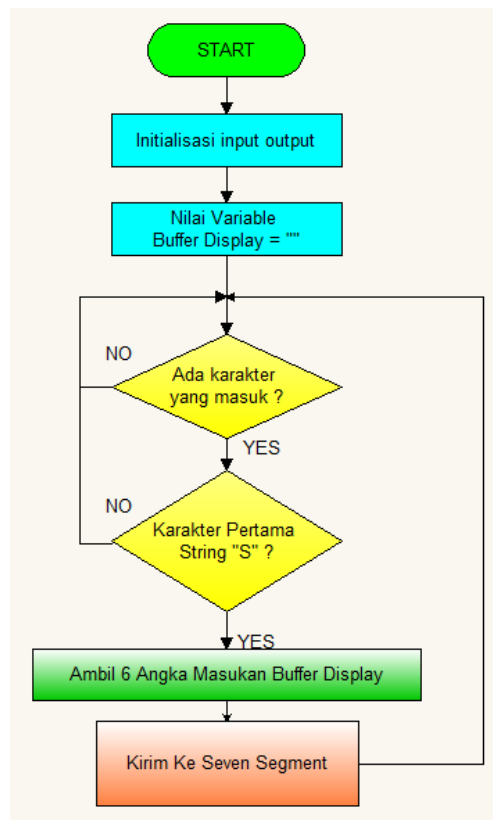 START
Initialisasi input output
Nilai Variable
Buffer Display = ""
NO
Ada karakter
yang masuk ?
YES
NO
Karakter Pertama
String "S" ?
YES
Ambil 6 Angka Masukan Buffer Display
Kirim Ke Seven Segment